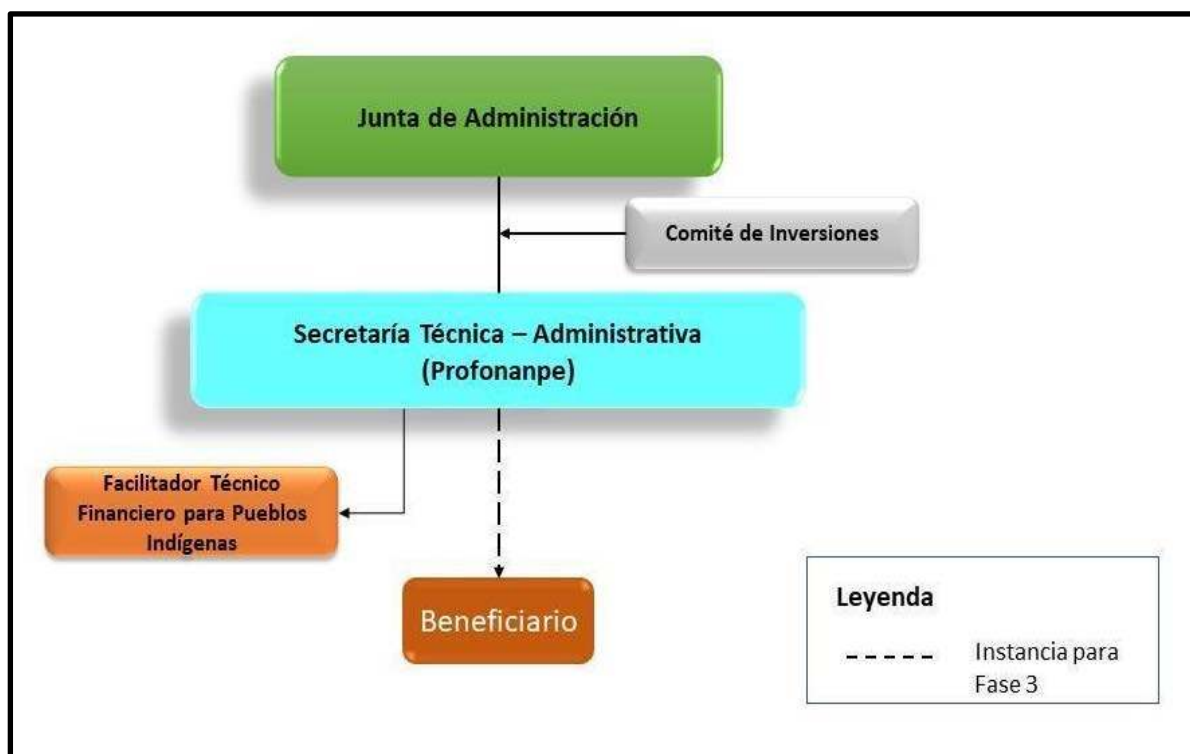 Junta de Administración
Comité de Inversiones
Secretaría Técnica – Administrativa
(Profonanpe)
Facilitador Técnico
Financiero para Pueblos
Indígenas
Beneficiario
Leyenda
Instancia para
Fase 3